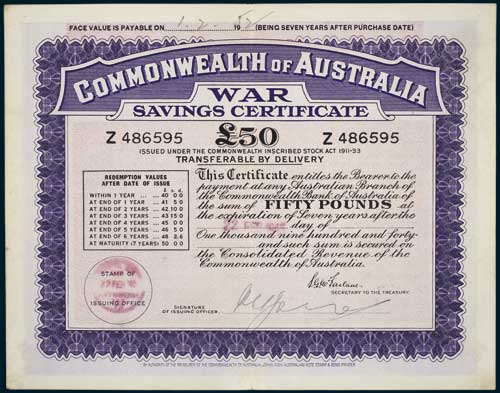 FACE VALUE IS PAYABLE ON 1.2. 19 52 (BEING SEVEN YEARS AFTER PURCHASE DATE)
COMMONWEALTH OF AUSTRALIA
WAR
SAVINGS CERTIFICATE
Z 486595 £50 Z 486595
ISSUED UNDER THE COMMONWEALTH INSCRIBED STOCK ACT 1911-33
TRANSFERABLE BY DELIVERY
REDEMPTION VALUES
AFTER DATE OF ISSUE
£ s. d.
WITHIN 1 YEAR 40 0 0
AT END OF 1 YEAR 41 5 0
AT END OF 2 YEARS 42 10 0
AT END OF 3 YEARS 43 15 0
AT END OF 4 YEARS 45 0 0
AT END OF 5 YEARS 46 10 0
AT END OF 6 YEARS 48 2 6
AT MATURITY (7 YEARS) 50 0 0
This Certificate entitles the Bearer to the
payment at any Australian Branch of
the Commonwealth Bank of Australia of
the sum of FIFTY POUNDS at
the expiration of Seven years after the
day of
One thousand nine hundred and forty-
and such sum is secured on
the Consolidated Revenue of the
Commonwealth of Australia.
STAMP OF
ISSUING OFFICE
SIGNATURE
OF ISSUING OFFICER.
SECRETARY TO THE TREASURY.